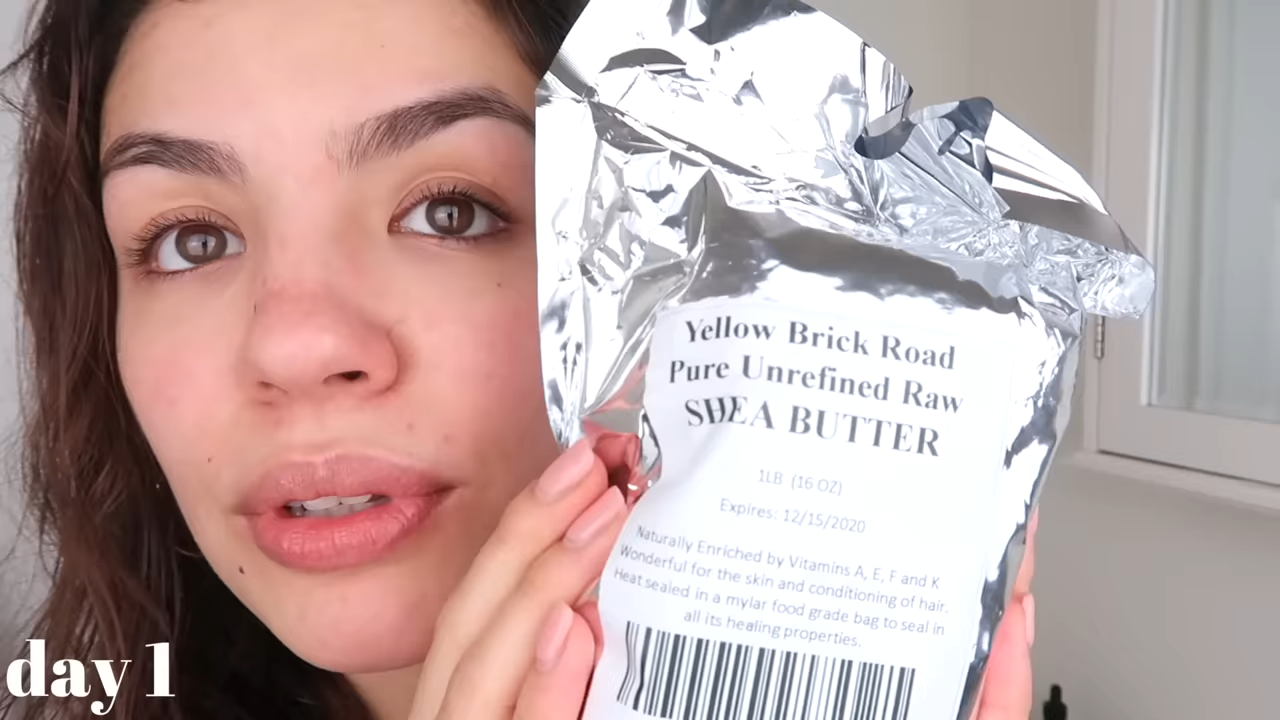 Yellow Brick Road
Pure Unrefined Raw
SHEA BUTTER
1LB (16 OZ)
Expires: 12/15/2020
Naturally Enriched by Vitamins A, E, F and K
Wonderful for the skin and conditioning of hair.
Heat sealed in a mylar food grade bag to seal in
all its healing properties.
day 1